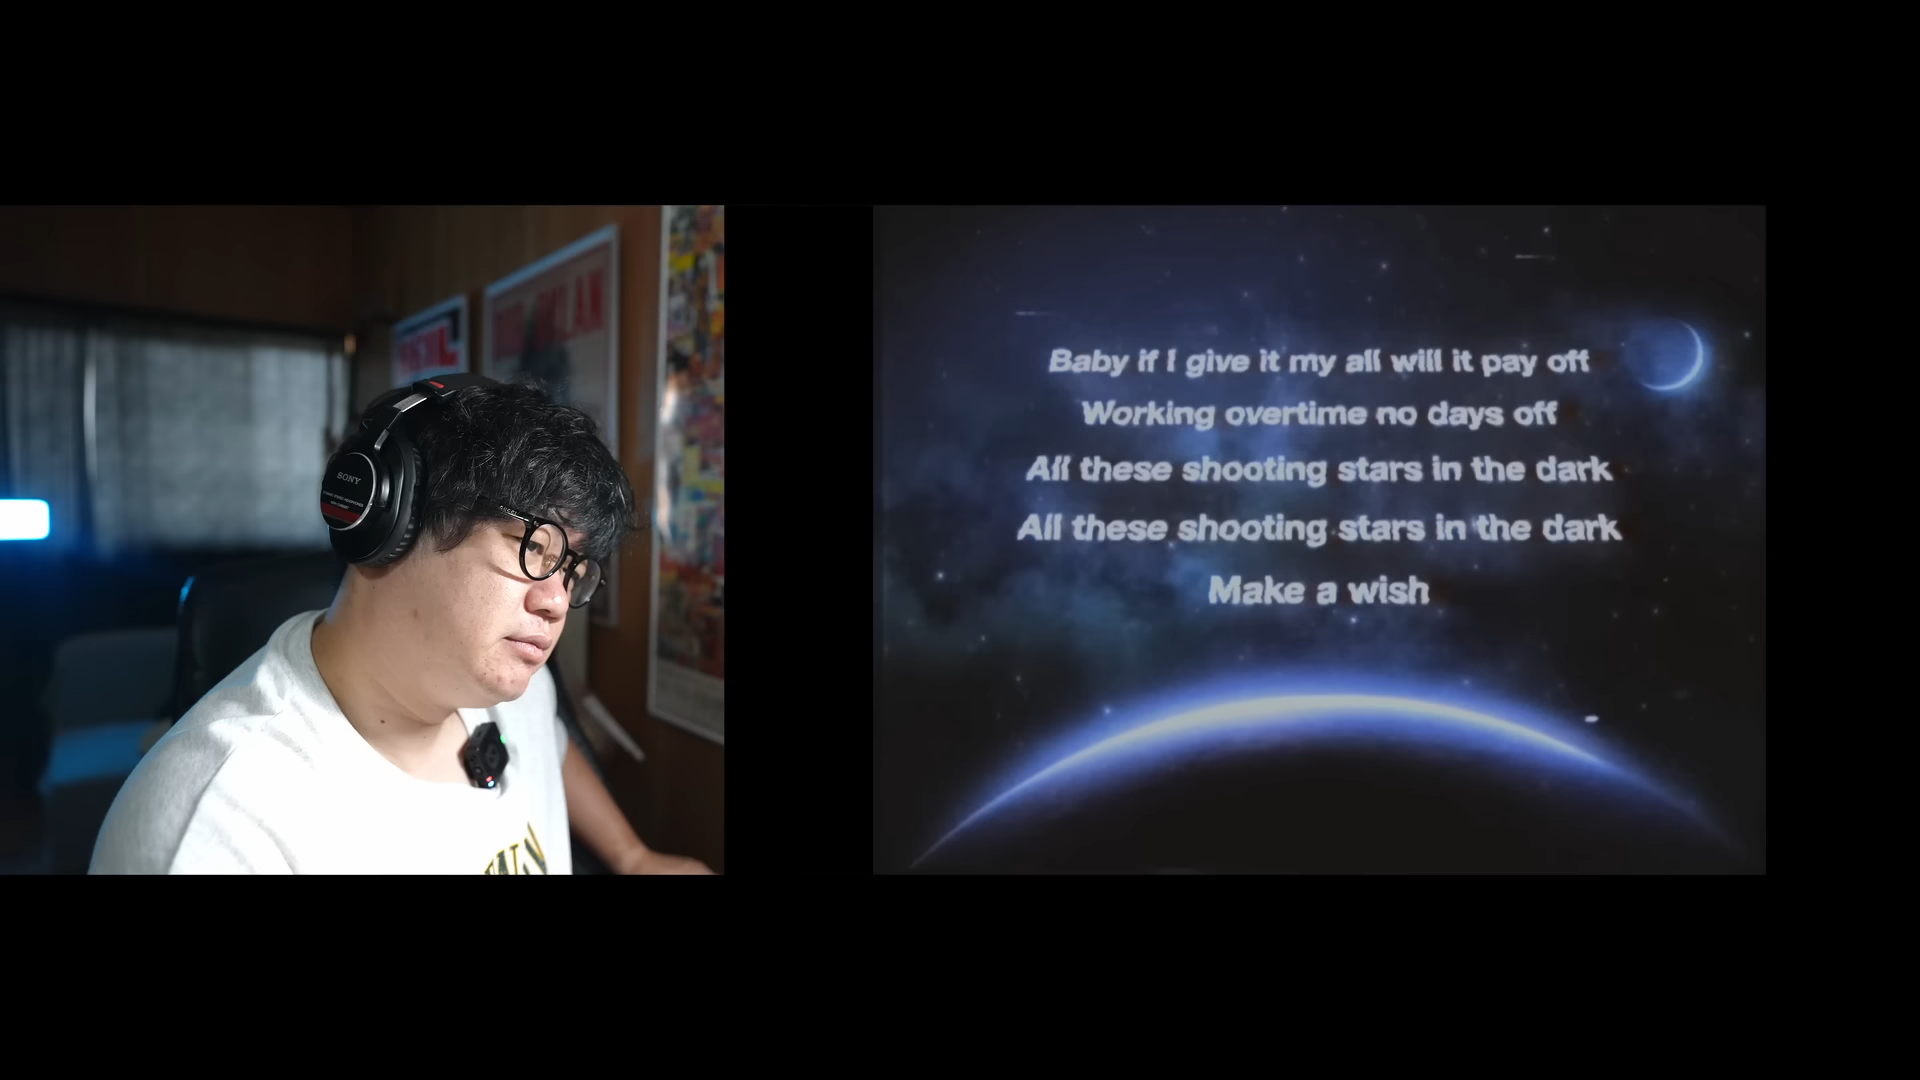 SONY
Baby if I give it my all will it pay off
Working overtime no days off
All these shooting stars in the dark
All these shooting stars in the dark
Make a wish